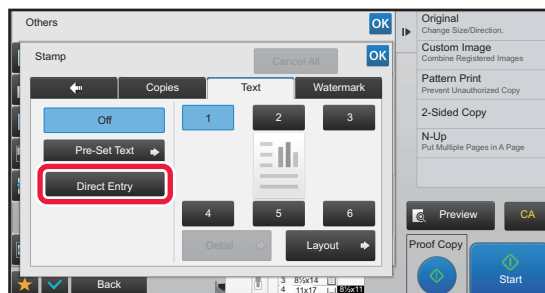 Others
OK
Stamp
Cancel All
OK
Copies
Text
Watermark
Off
Pre-Set Text
Direct Entry
1
2
3
4
5
6
Detail
Layout
Back
3 8½x14
4 11x17
8½x11
Original
Change Size/Direction.
Custom Image
Combine Registered Images
Pattern Print
Prevent Unauthorized Copy
2-Sided Copy
N-Up
Put Multiple Pages in A Page
Preview
CA
Proof Copy
Start